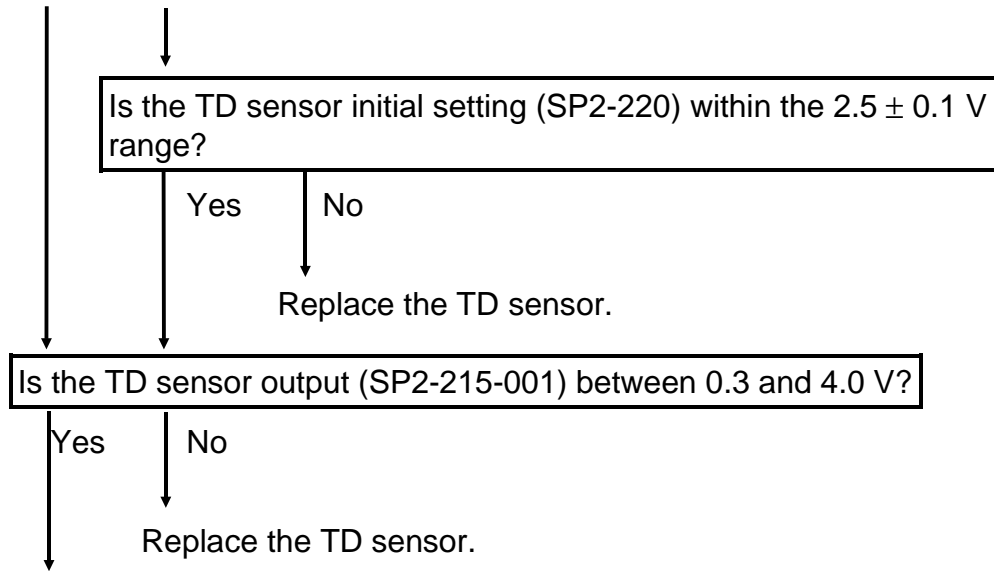 Is the TD sensor initial setting (SP2-220) within the 2.5 ± 0.1 V
range?
Yes No
Replace the TD sensor.
Is the TD sensor output (SP2-215-001) between 0.3 and 4.0 V?
Yes No
Replace the TD sensor.